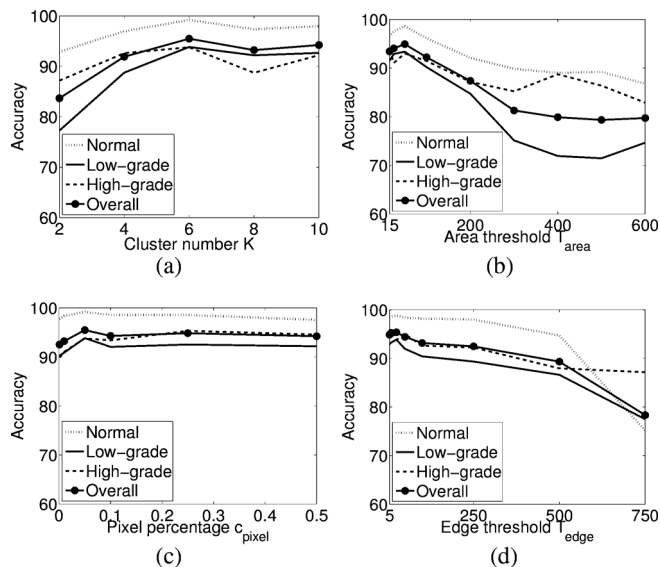 100
90
80
70
60
Accuracy
Normal
Low-grade
High-grade
Overall
2 4 6 8 10
Cluster number K
(a)
100
90
80
70
60
Accuracy
Normal
Low-grade
High-grade
Overall
15 200 400 600
Area threshold T_area
(b)
100
90
80
70
60
Accuracy
Normal
Low-grade
High-grade
Overall
0 0.1 0.2 0.3 0.4 0.5
Pixel percentage c_pixel
(c)
100
90
80
70
60
Accuracy
Normal
Low-grade
High-grade
Overall
5 250 500 750
Edge threshold T_edge
(d)